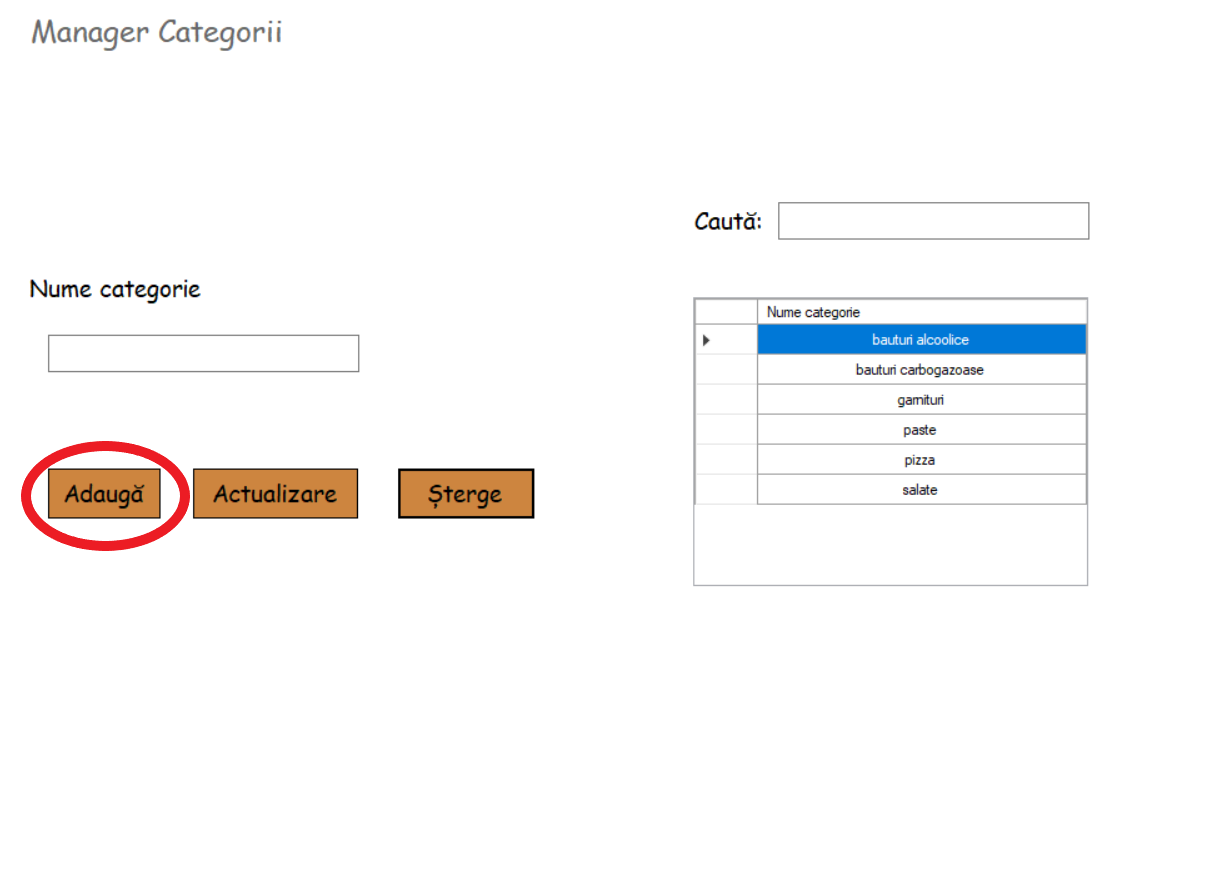 Manager Categorii
Caută:
Nume categorie
Adaugă
Actualizare
Șterge
Nume categorie
bauturi alcoolice
bauturi carbogazoase
garnituri
paste
pizza
salate